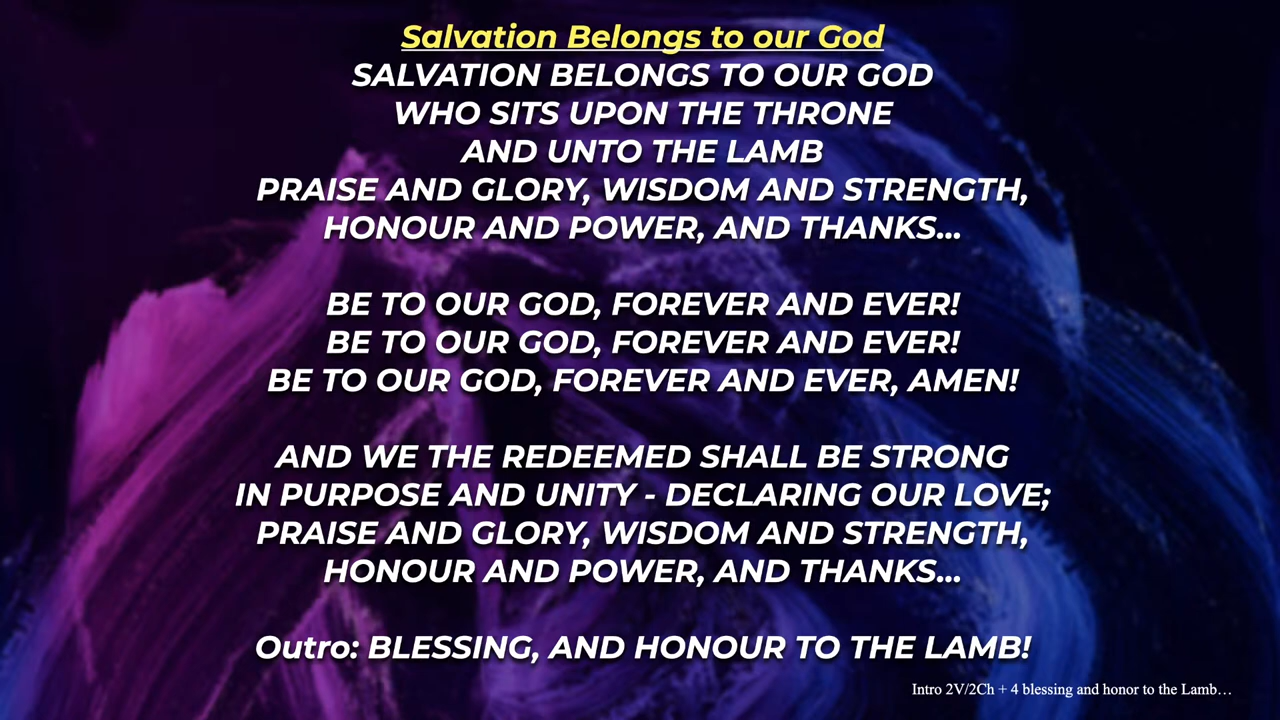 Salvation Belongs to our God
SALVATION BELONGS TO OUR GOD
WHO SITS UPON THE THRONE
AND UNTO THE LAMB
PRAISE AND GLORY, WISDOM AND STRENGTH,
HONOUR AND POWER, AND THANKS...
BE TO OUR GOD, FOREVER AND EVER!
BE TO OUR GOD, FOREVER AND EVER!
BE TO OUR GOD, FOREVER AND EVER, AMEN!
AND WE THE REDEEMED SHALL BE STRONG
IN PURPOSE AND UNITY - DECLARING OUR LOVE;
PRAISE AND GLORY, WISDOM AND STRENGTH,
HONOUR AND POWER, AND THANKS...
Outro: BLESSING, AND HONOUR TO THE LAMB!
Intro 2V/2Ch + 4 blessing and honor to the Lamb…